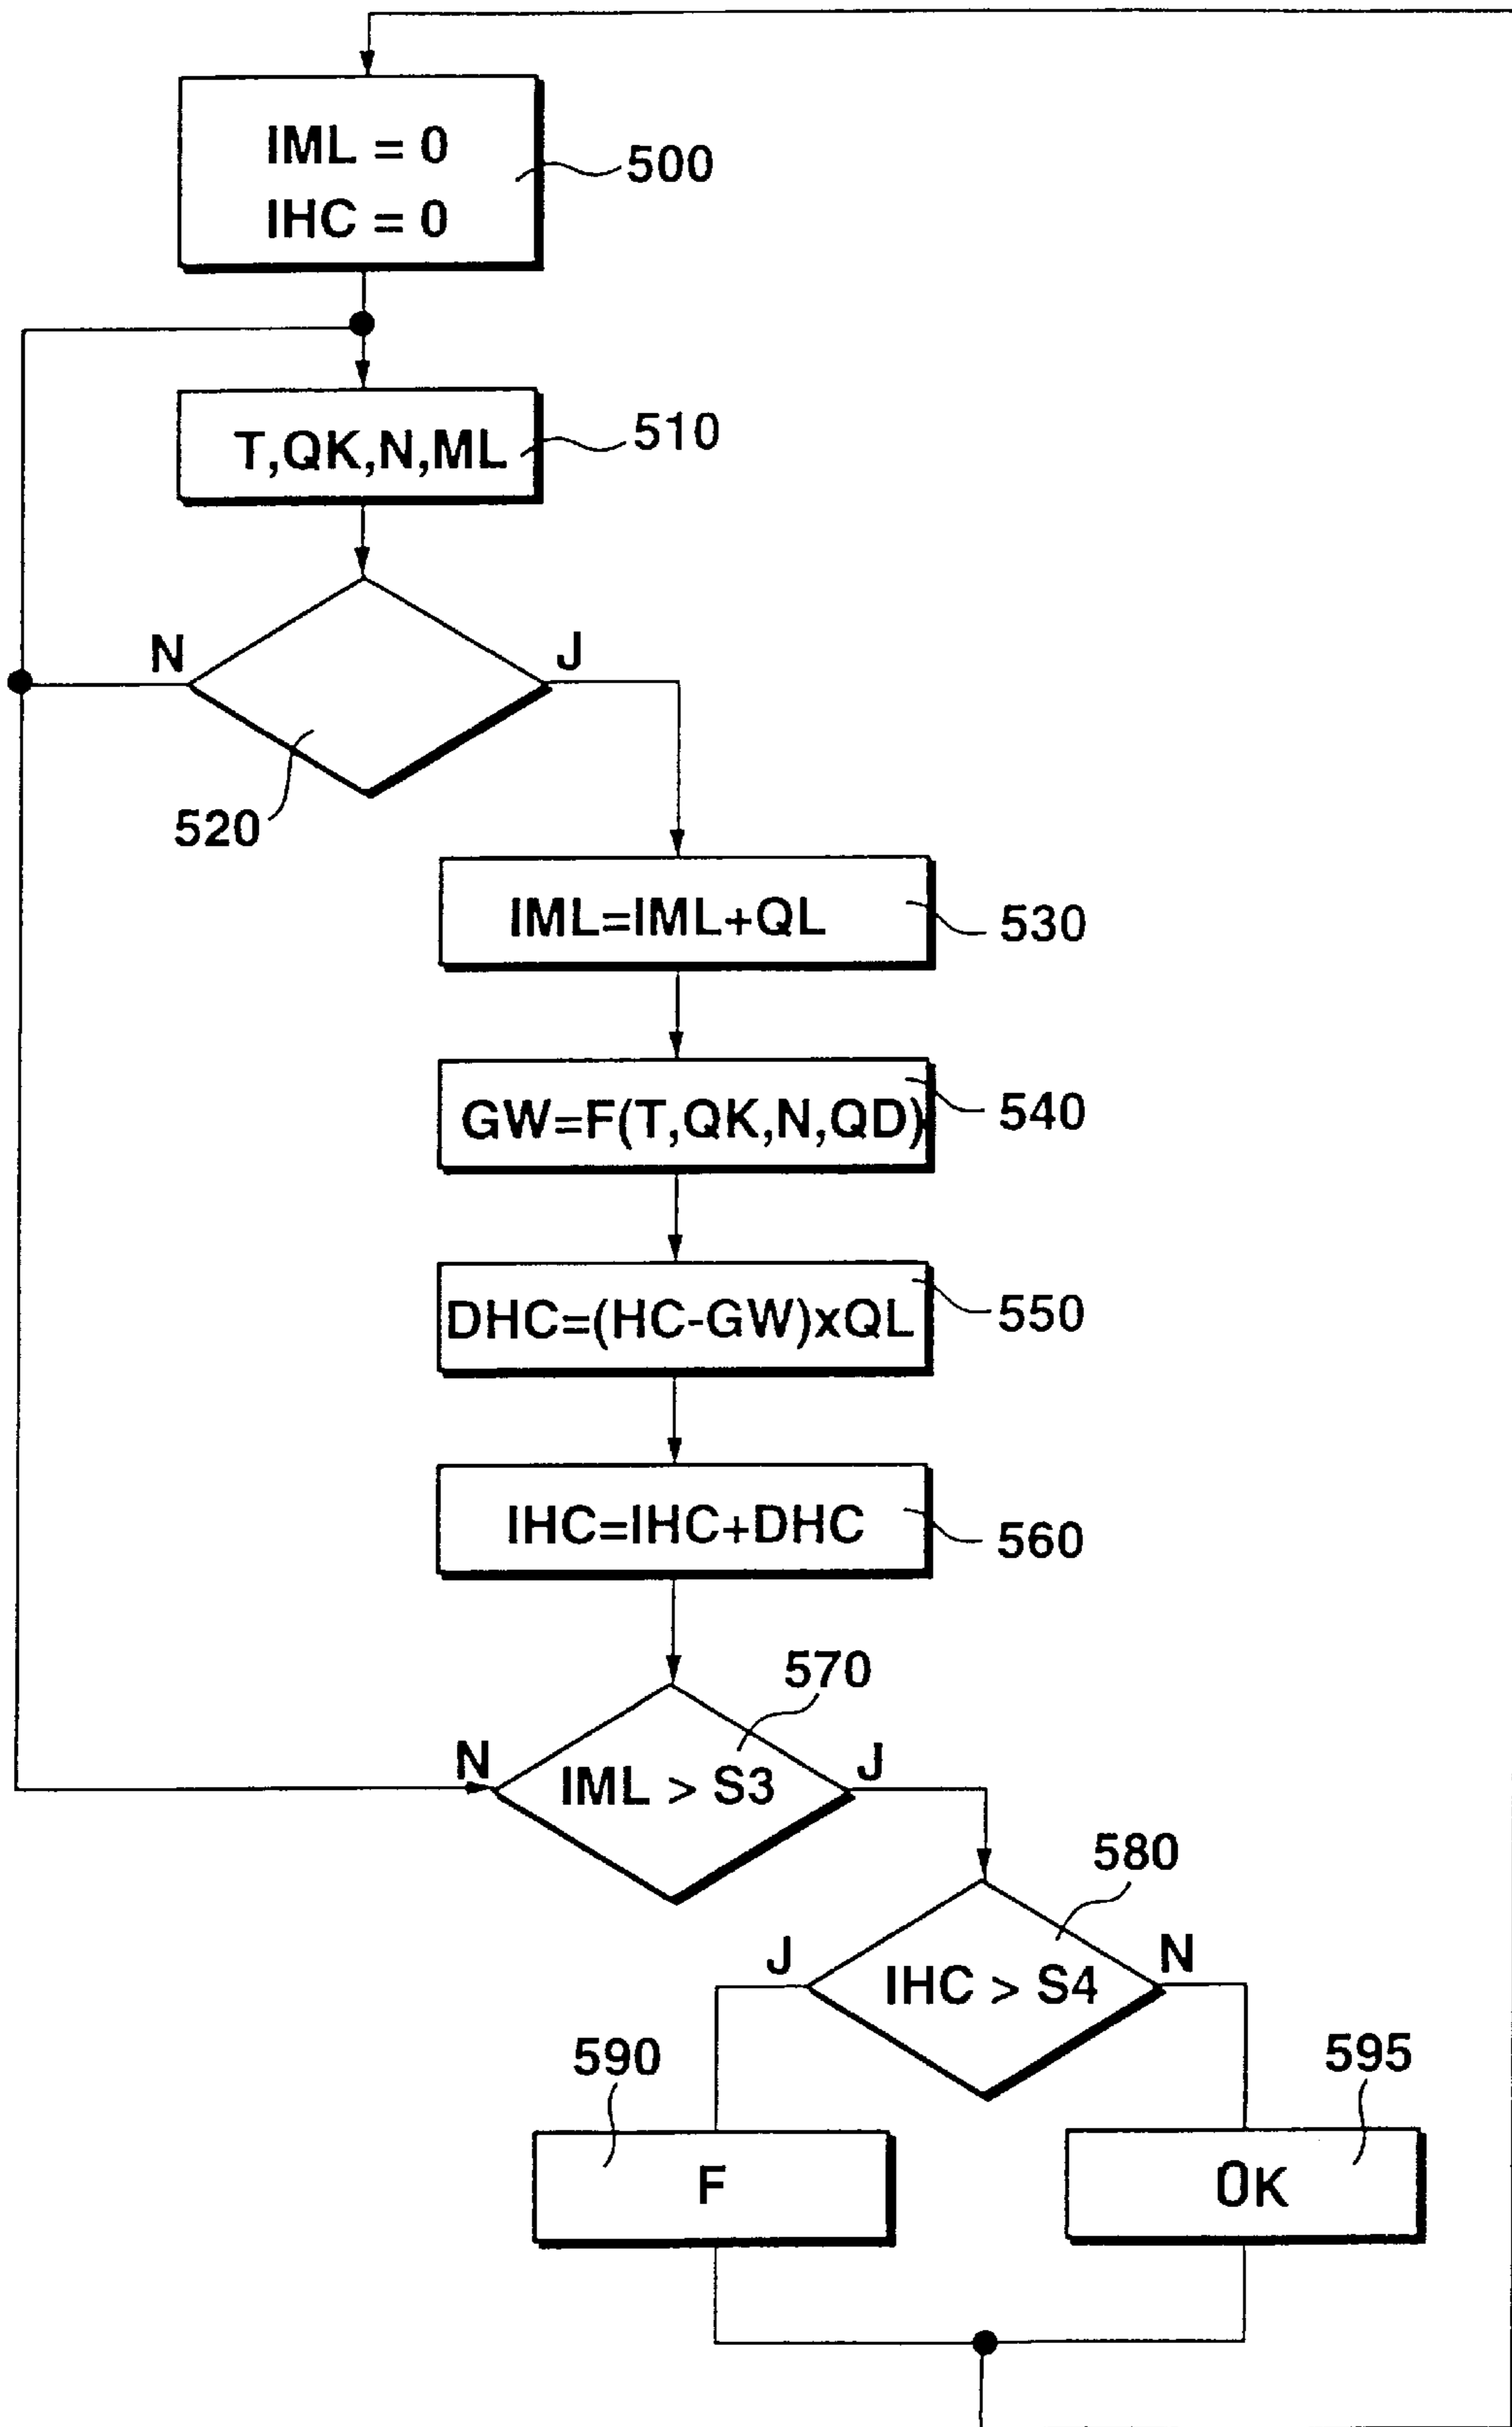 IML = 0
IHC = 0
500
T,QK,N,ML
510
N
J
520
IML=IML+QL
530
GW=F(T,QK,N,QD)
540
DHC=(HC-GW)xQL
550
IHC=IHC+DHC
560
570
N
IML > S3
J
580
J
IHC > S4
N
590
595
F
OK